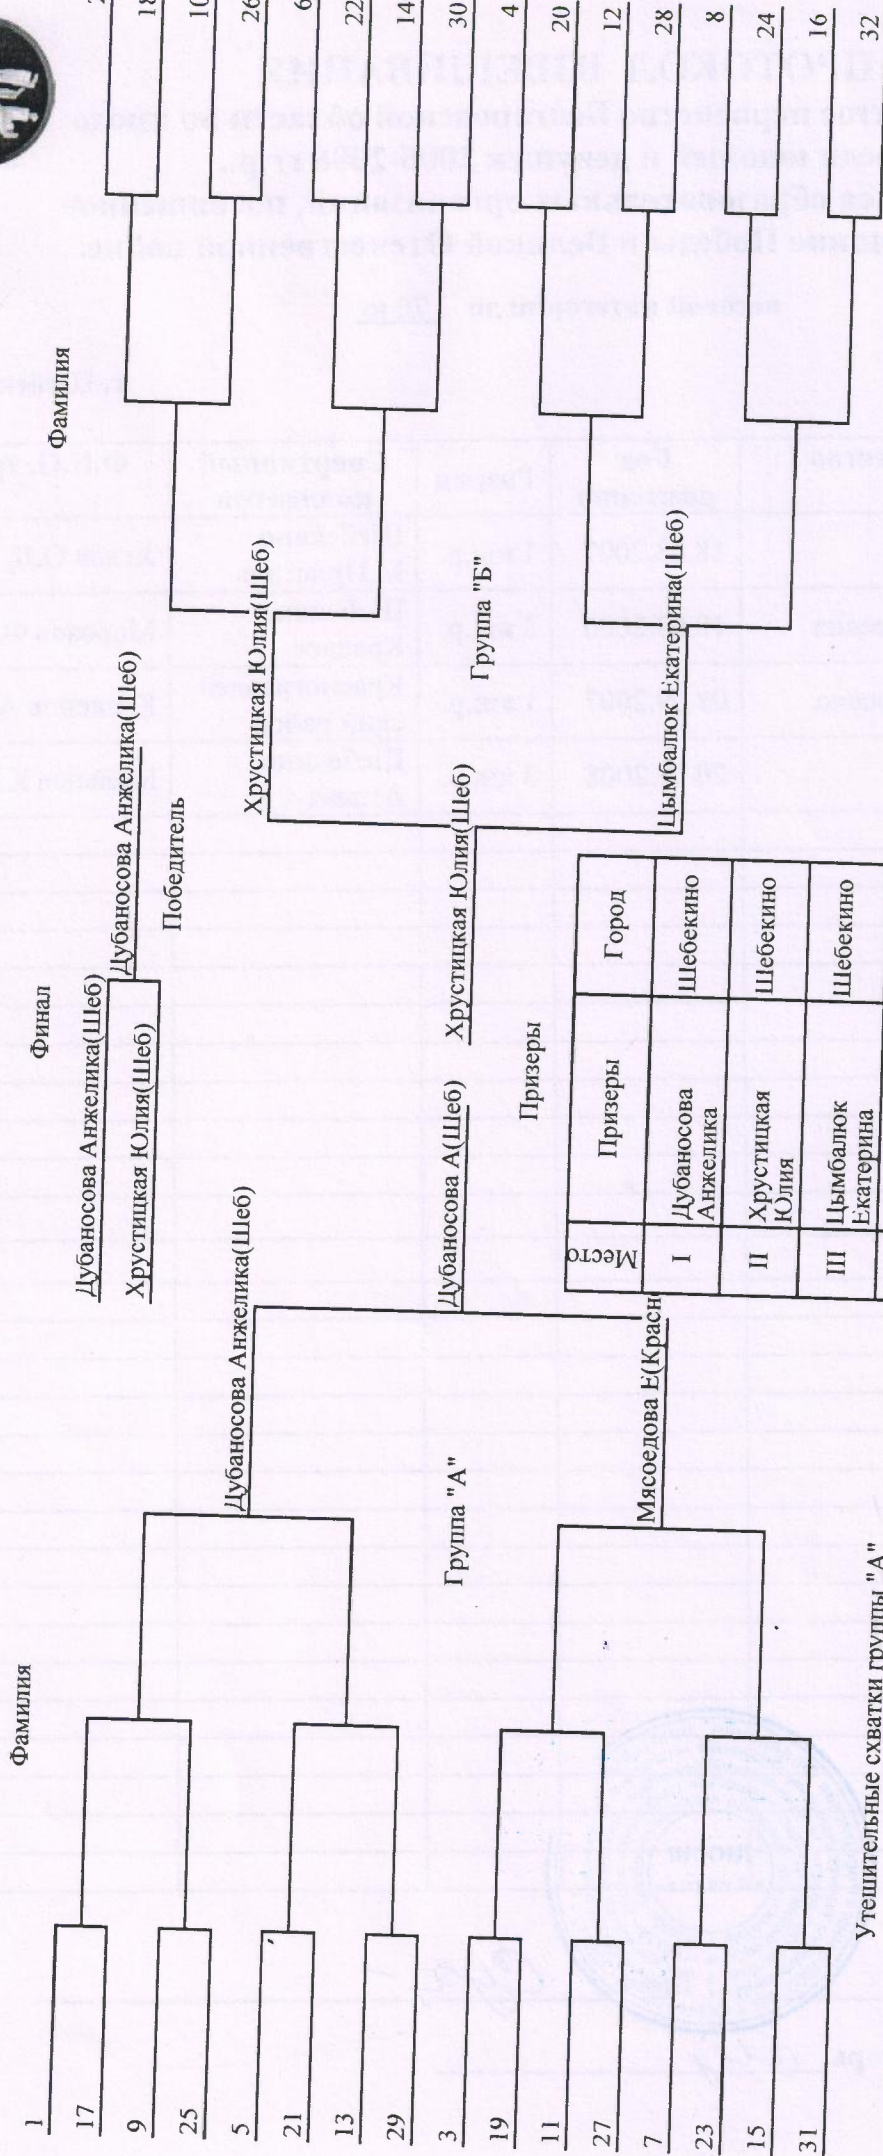 Фамилия
Финал
Фамилия
1
17
9
25
5
21
13
29
3
19
11
27
7
23
15
31
Дубаносова Анжелика(Шеб)
Группа "А"
Мясоедова Е(Красн
Дубаносова А(Шеб)
Дубаносова Анжелика(Шеб)
Хрустицкая Юлия(Шеб)
Дубаносова Анжелика(Шеб)
Победитель
Хрустицкая Юлия(Шеб)
Хрустицкая Юлия(Шеб)
Группа "Б"
Цымбалюк Екатерина(Шеб)
18
10
26
6
22
14
30
4
20
12
28
8
24
16
32
Призеры
Место Призеры Город
I Дубаносова Анжелика Шебекино
II Хрустицкая Юлия Шебекино
III Цымбалюк Екатерина Шебекино
Утешительные схватки группы "А"